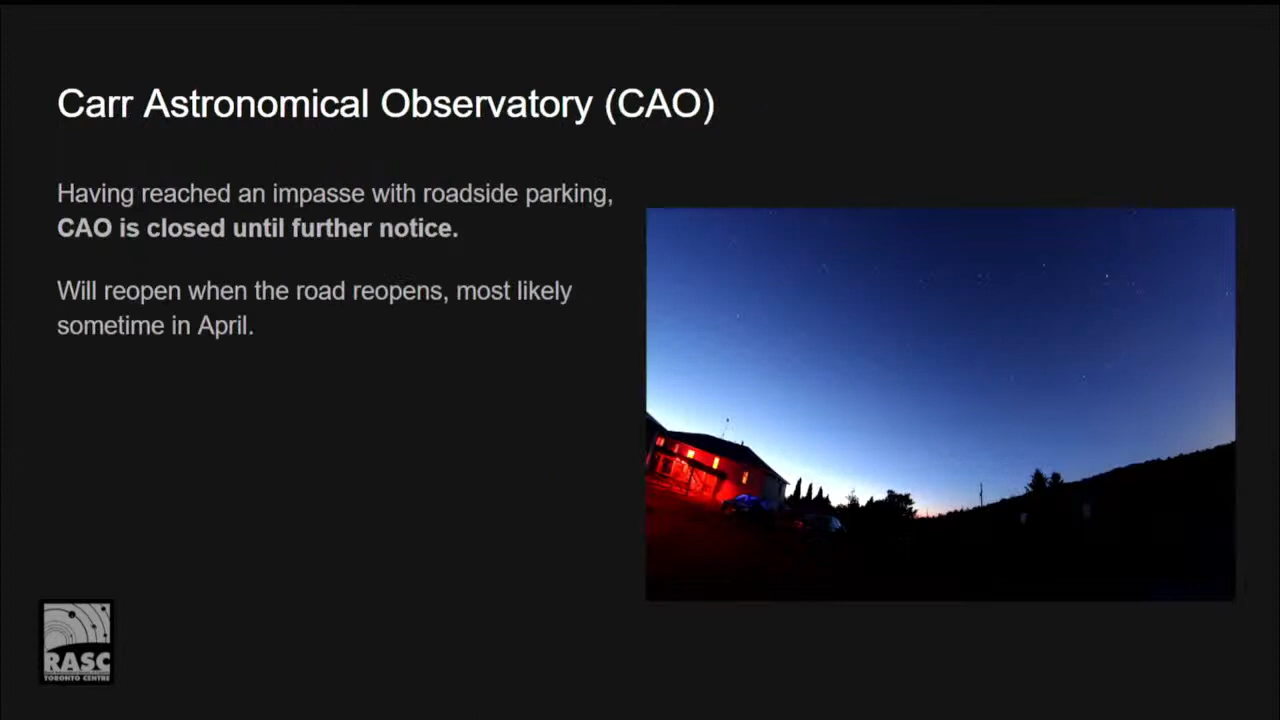 Carr Astronomical Observatory (CAO)
Having reached an impasse with roadside parking,
CAO is closed until further notice.
Will reopen when the road reopens, most likely
sometime in April.
RASC
TORONTO CENTRE